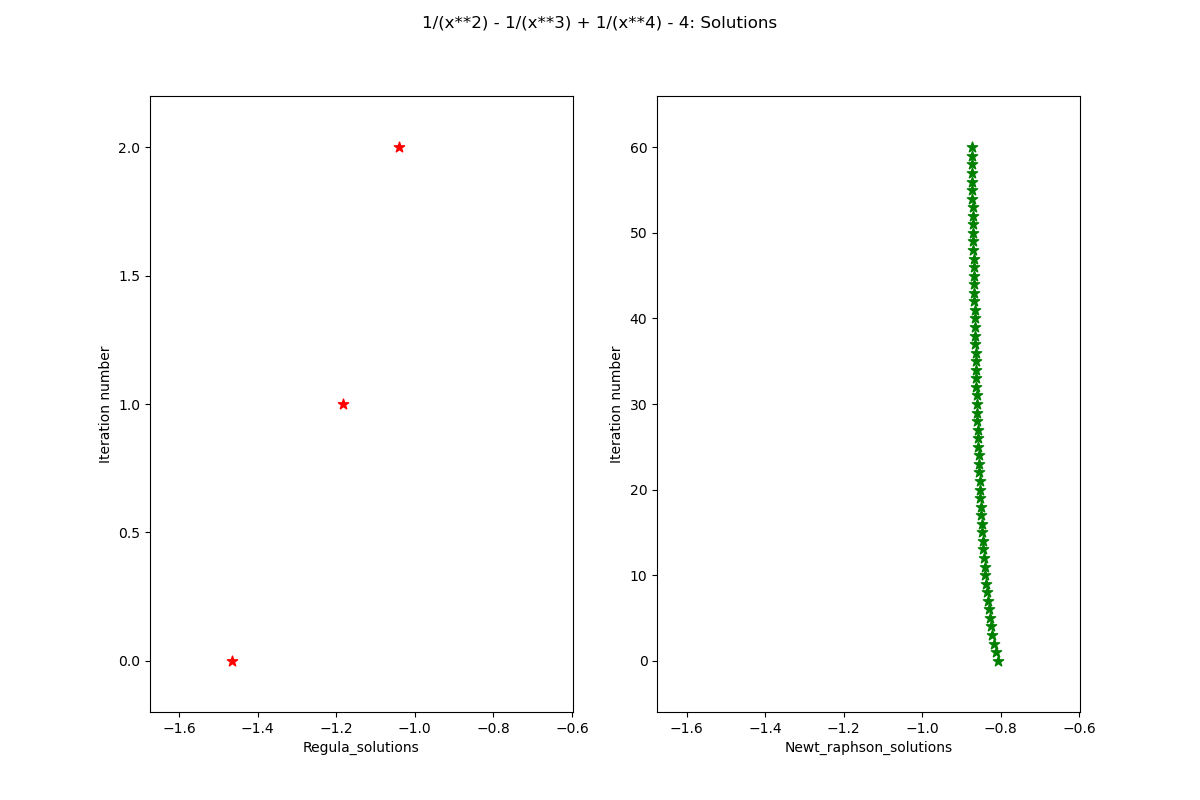 1/(x**2) - 1/(x**3) + 1/(x**4) - 4: Solutions
Iteration number
2.0
1.5
1.0
0.5
0.0
−1.6 −1.4 −1.2 −1.0 −0.8 −0.6
Regula_solutions
Iteration number
60
50
40
30
20
10
0
−1.6 −1.4 −1.2 −1.0 −0.8 −0.6
Newt_raphson_solutions